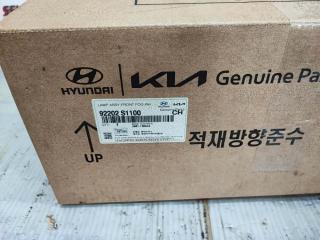 HYUNDAI
KIA Genuine Pa
LAMP ASSY-FRONT FOG,RH
92202 S1100
CH
UP
적재방향준수